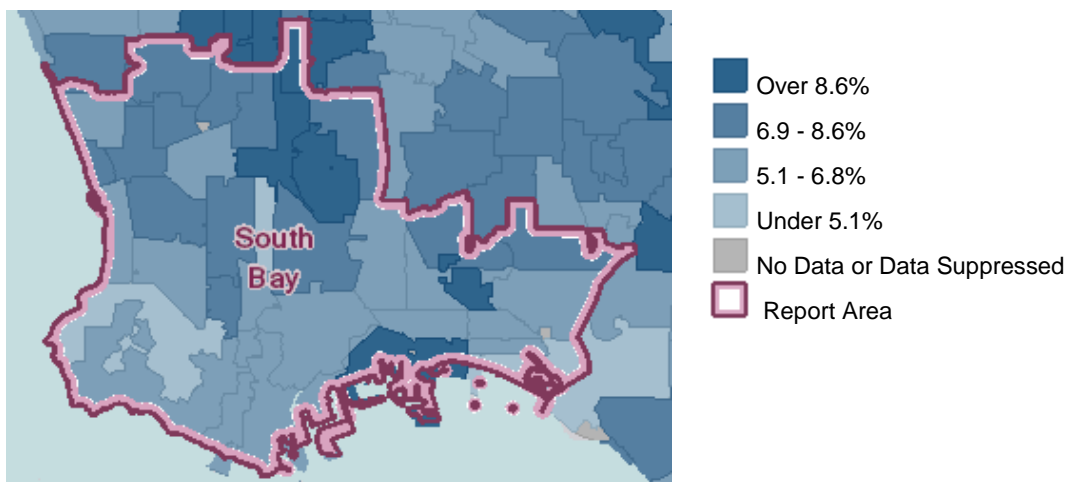 South
Bay
Over 8.6%
6.9 - 8.6%
5.1 - 6.8%
Under 5.1%
No Data or Data Suppressed
Report Area